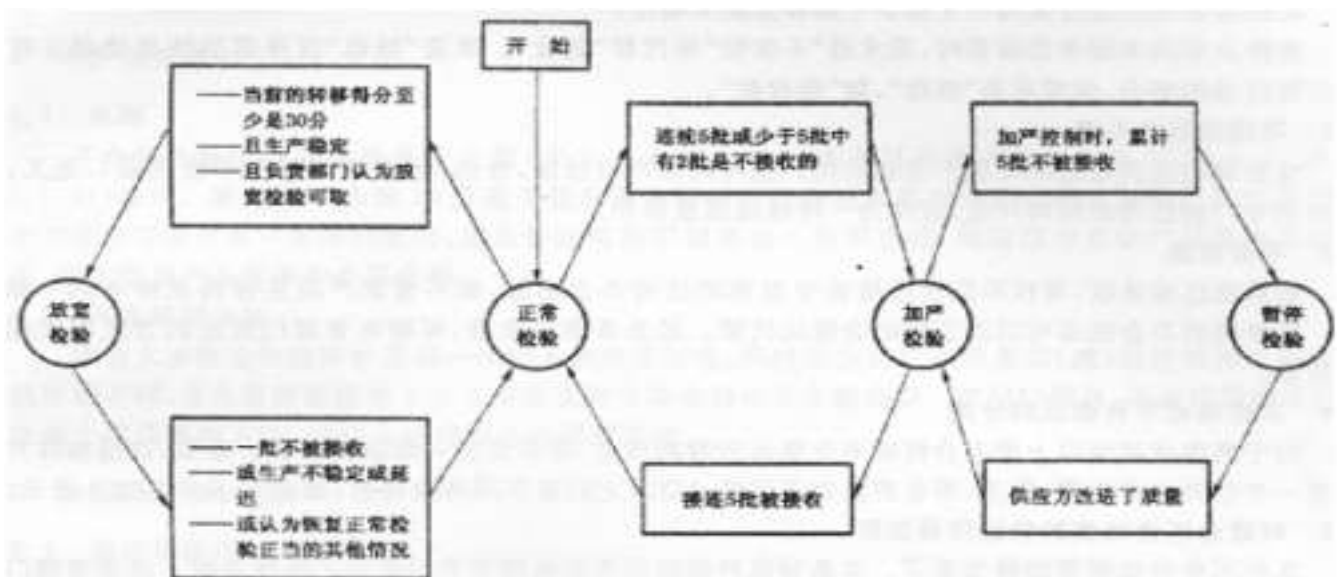 开 始
——当前的转移得分至
少是30分
——且生产稳定
——且负责部门认为放
宽检验可取
连续5批或少于5批中
有2批是不接收的
加严控制时，累计
5批不被接收
放宽
检验
正常
检验
加严
检验
暂停
检验
——一批不被接收
——或生产不稳定或延
迟
——或认为恢复正常检
验正当的其他情况
接连5批被接收
供应方改进了质量